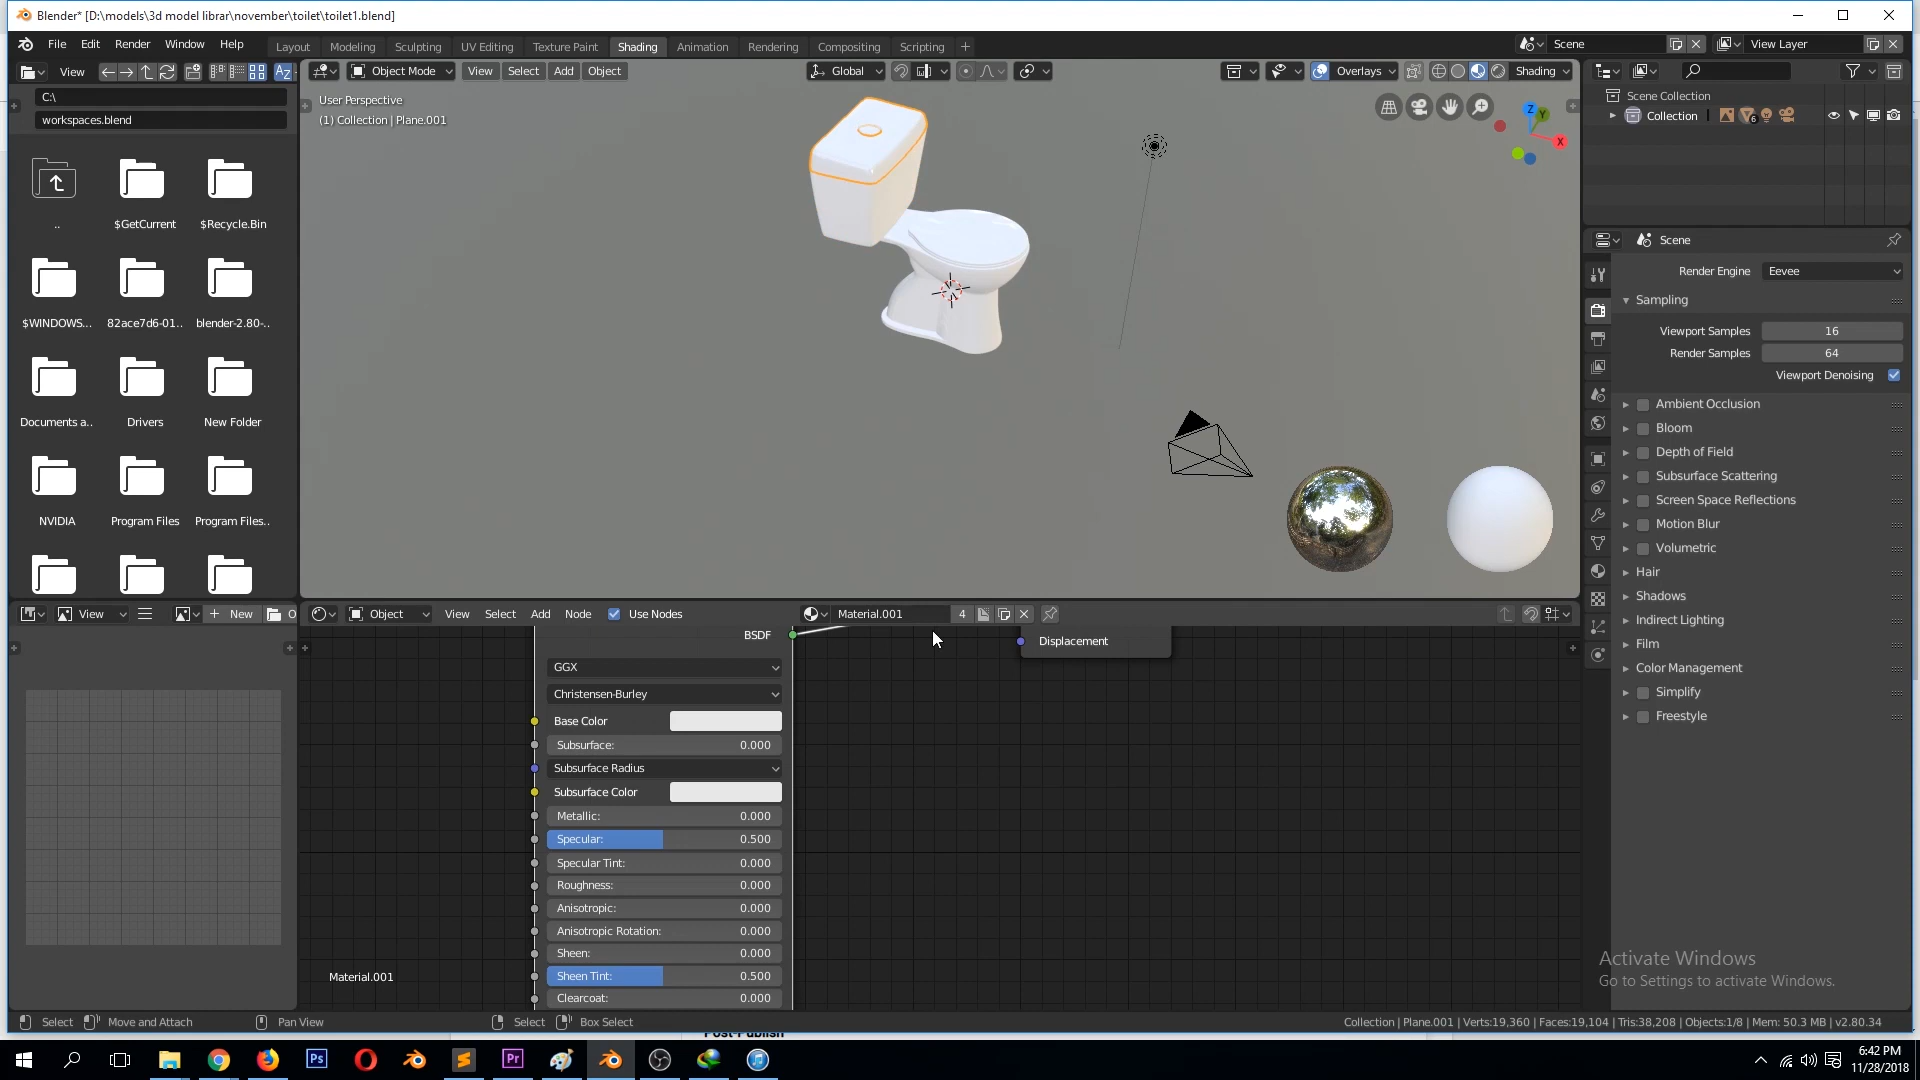 Blender* [D:\models\3d model librar\november\toilet\toilet1.blend]
File Edit Render Window Help
Layout Modeling Sculpting UV Editing Texture Paint Shading Animation Rendering Compositing Scripting +
Scene
View Layer
View
Object Mode View Select Add Object
Global
Overlays
Shading
C:\
workspaces.blend
..
$GetCurrent
$Recycle.Bin
$WINDOWS...
82ace7d6-01..
blender-2.80-..
Documents a..
Drivers
New Folder
NVIDIA
Program Files
Program Files..
User Perspective
(1) Collection | Plane.001
Z
Y
X
Scene Collection
Collection
6
Scene
Render Engine Eevee
Sampling
Viewport Samples 16
Render Samples 64
Viewport Denoising
Ambient Occlusion
Bloom
Depth of Field
Subsurface Scattering
Screen Space Reflections
Motion Blur
Volumetric
Hair
Shadows
Indirect Lighting
Film
Color Management
Simplify
Freestyle
View
+ New
O
Object View Select Add Node Use Nodes
Material.001 4
BSDF
Displacement
GGX
Christensen-Burley
Base Color
Subsurface: 0.000
Subsurface Radius
Subsurface Color
Metallic: 0.000
Specular: 0.500
Specular Tint: 0.000
Roughness: 0.000
Anisotropic: 0.000
Anisotropic Rotation: 0.000
Sheen: 0.000
Sheen Tint: 0.500
Clearcoat: 0.000
Material.001
Activate Windows
Go to Settings to activate Windows.
Select Move and Attach Pan View Select Box Select
Collection | Plane.001 | Verts:19,360 | Faces:19,104 | Tris:38,208 | Objects:1/8 | Mem: 50.3 MB | v2.80.34
Post-Publish
Ps
Pr
6:42 PM
11/28/2018